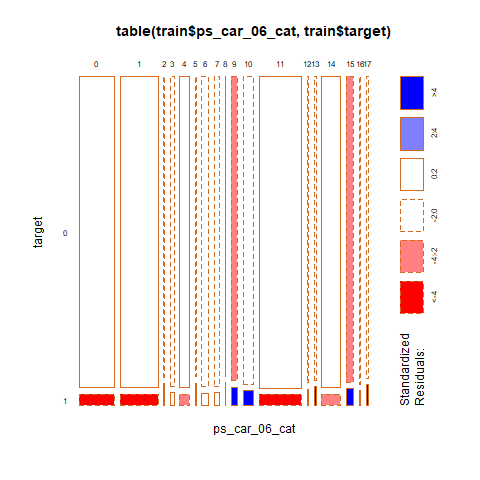 table(train$ps_car_06_cat, train$target)
0 1 2 3 4 5 6 7 8 9 10 11 12 13 14 15 16 17
target
0
1
ps_car_06_cat
Standardized
Residuals:
<-4
-4:-2
-2:0
0:2
2:4
>4